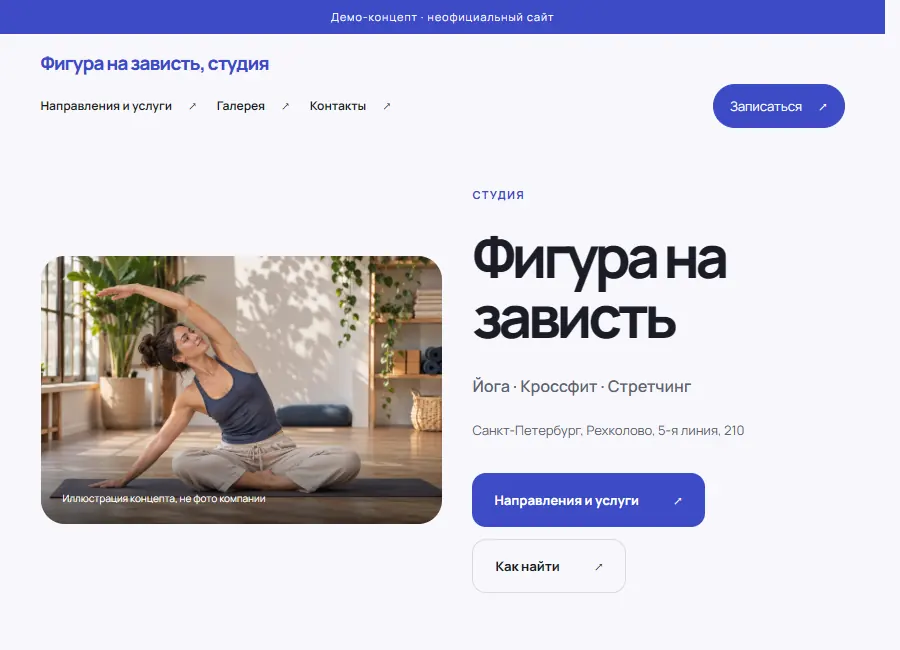 Демо-концепт · неофициальный сайт
Фигура на зависть, студия
Направления и услуги ↗ Галерея ↗ Контакты ↗
Записаться ↗
СТУДИЯ
Фигура на
зависть
Йога · Кроссфит · Стретчинг
Санкт-Петербург, Рехколово, 5-я линия, 210
Иллюстрация концепта, не фото компании
Направления и услуги ↗
Как найти ↗